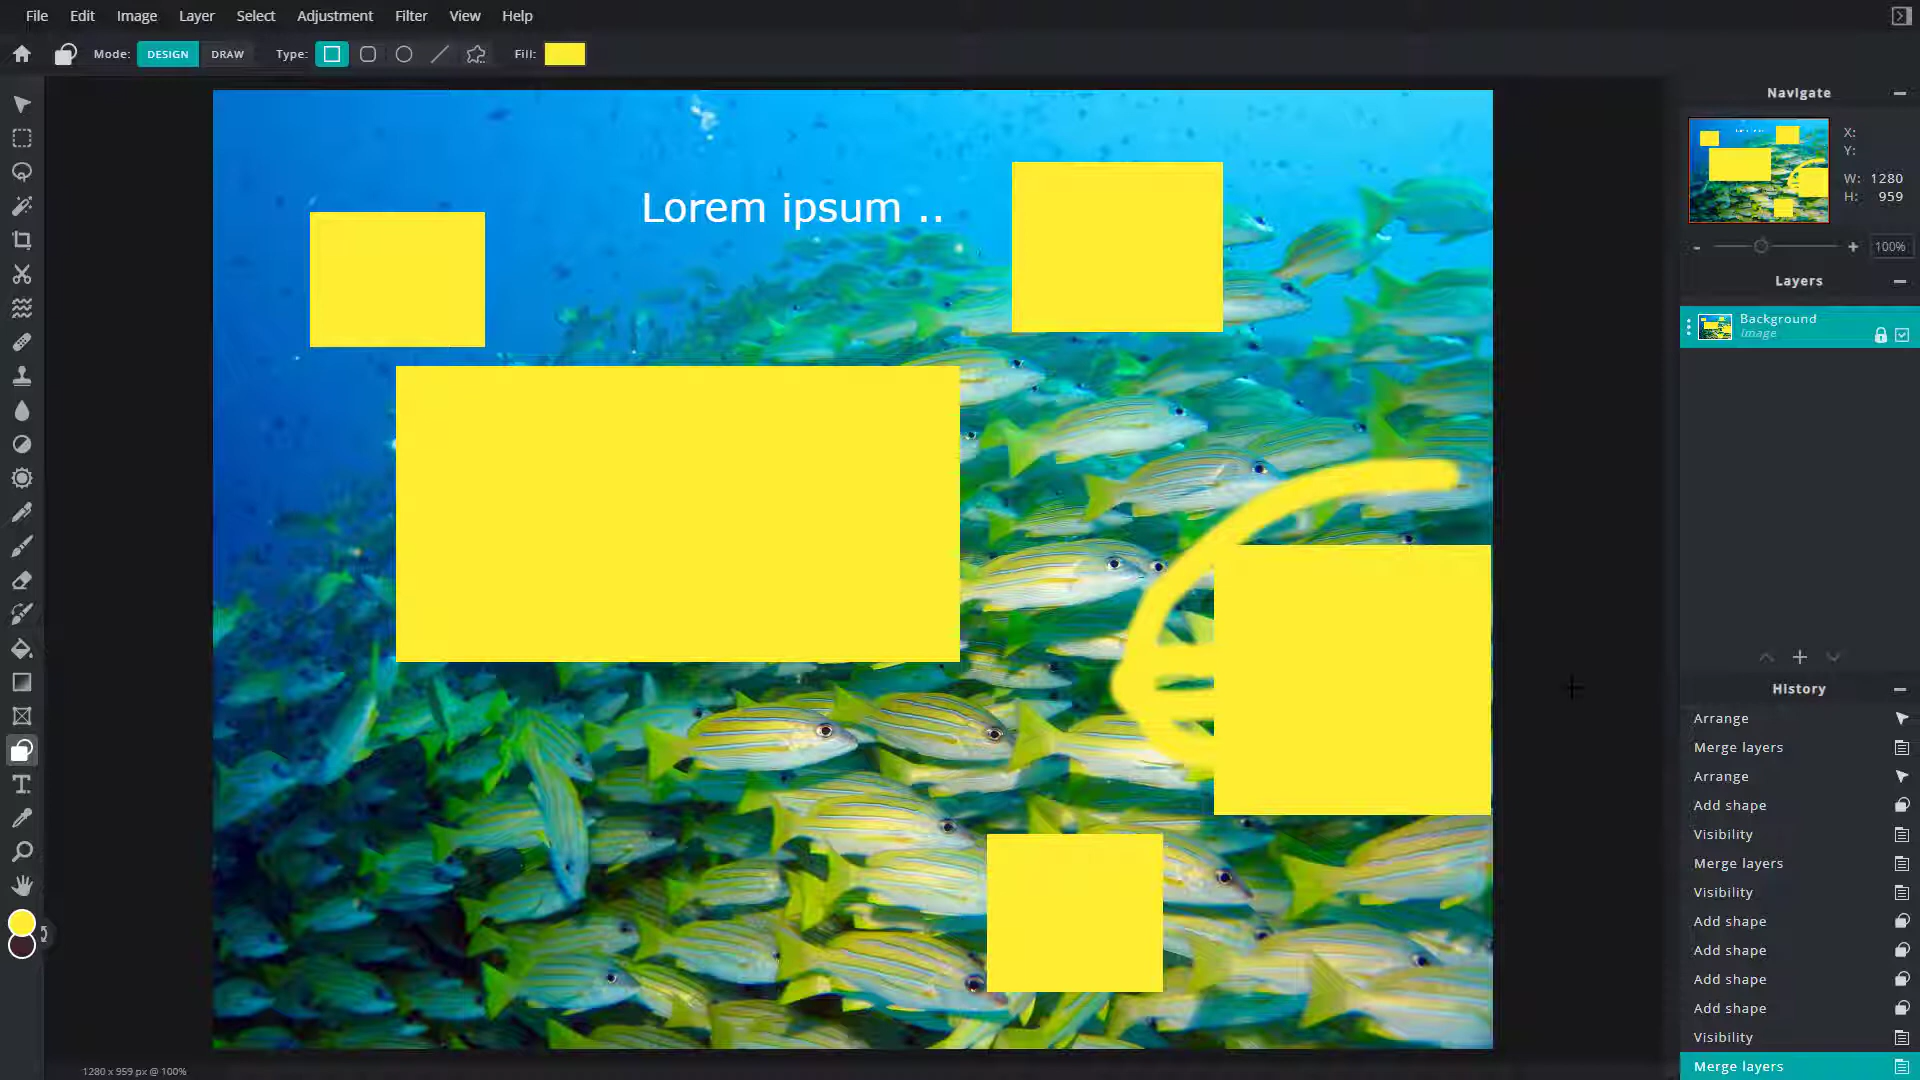 File Edit Image Layer Select Adjustment Filter View Help
Mode: DESIGN DRAW Type: Fill:
Navigate
X:
Y:
W: 1280
H: 959
- + 100%
Lorem ipsum ..
Layers
Background
Image
History
Arrange
Merge layers
Arrange
Add shape
Visibility
Merge layers
Visibility
Add shape
Add shape
Add shape
Add shape
Visibility
Merge layers
1280 x 959 px @ 100%